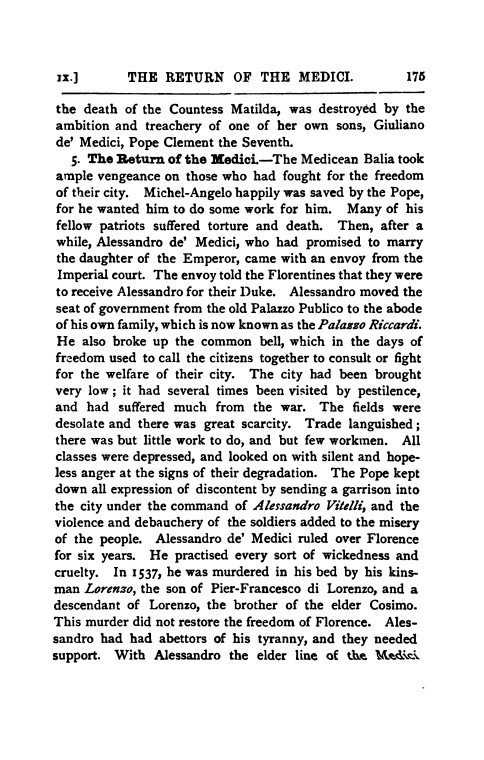 IX.] THE RETURN OF THE MEDICI. 175
the death of the Countess Matilda, was destroyed by the
ambition and treachery of one of her own sons, Giuliano
de' Medici, Pope Clement the Seventh.
5. The Return of the Medici.—The Medicean Balia took
ample vengeance on those who had fought for the freedom
of their city. Michel-Angelo happily was saved by the Pope,
for he wanted him to do some work for him. Many of his
fellow patriots suffered torture and death. Then, after a
while, Alessandro de' Medici, who had promised to marry
the daughter of the Emperor, came with an envoy from the
Imperial court. The envoy told the Florentines that they were
to receive Alessandro for their Duke. Alessandro moved the
seat of government from the old Palazzo Publico to the abode
of his own family, which is now known as the Palazzo Riccardi.
He also broke up the common bell, which in the days of
freedom used to call the citizens together to consult or fight
for the welfare of their city. The city had been brought
very low; it had several times been visited by pestilence,
and had suffered much from the war. The fields were
desolate and there was great scarcity. Trade languished;
there was but little work to do, and but few workmen. All
classes were depressed, and looked on with silent and hope-
less anger at the signs of their degradation. The Pope kept
down all expression of discontent by sending a garrison into
the city under the command of Alessandro Vitelli, and the
violence and debauchery of the soldiers added to the misery
of the people. Alessandro de' Medici ruled over Florence
for six years. He practised every sort of wickedness and
cruelty. In 1537, he was murdered in his bed by his kins-
man Lorenzo, the son of Pier-Francesco di Lorenzo, and a
descendant of Lorenzo, the brother of the elder Cosimo.
This murder did not restore the freedom of Florence. Ales-
sandro had had abettors of his tyranny, and they needed
support. With Alessandro the elder line of the Medici